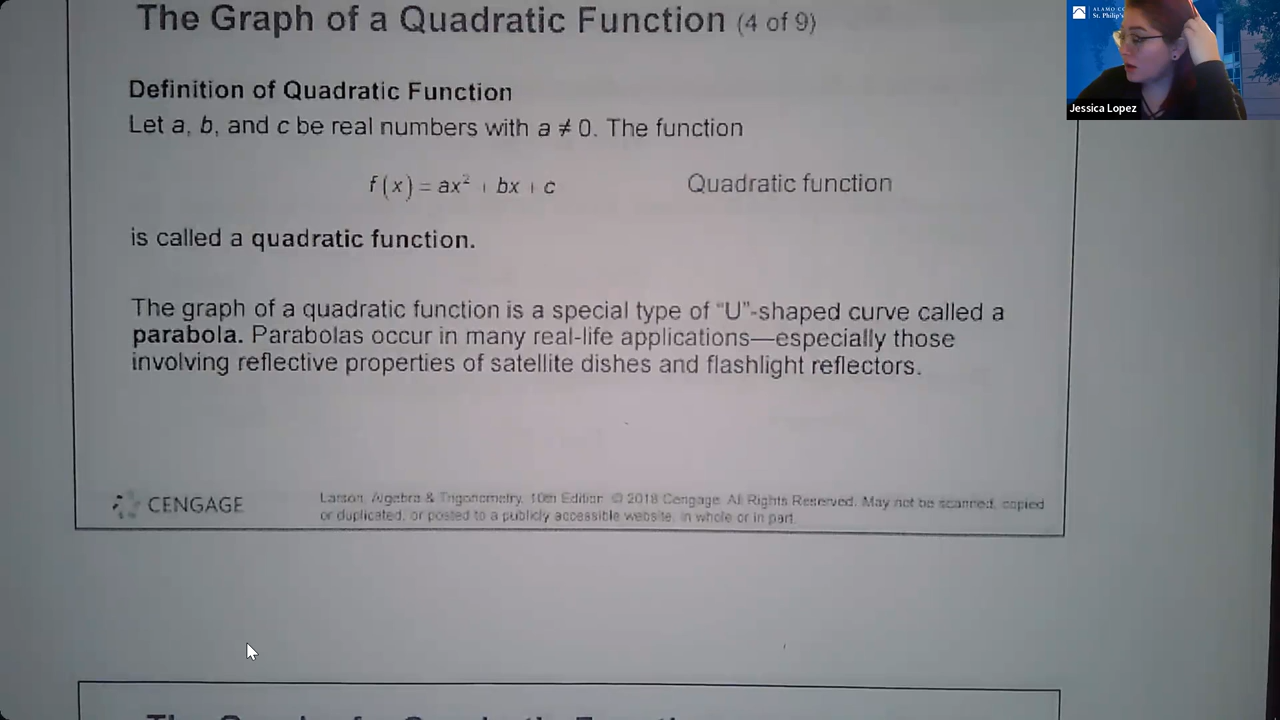 The Graph of a Quadratic Function (4 of 9)
ALAMO
St. Philip's
Jessica Lopez
Definition of Quadratic Function
Let a, b, and c be real numbers with a ≠ 0. The function
f(x) = ax² + bx + c Quadratic function
is called a quadratic function.
The graph of a quadratic function is a special type of "U"-shaped curve called a
parabola. Parabolas occur in many real-life applications—especially those
involving reflective properties of satellite dishes and flashlight reflectors.
CENGAGE
Larson, Algebra & Trigonometry, 10th Edition. © 2018 Cengage. All Rights Reserved. May not be scanned, copied
or duplicated, or posted to a publicly accessible website, in whole or in part.